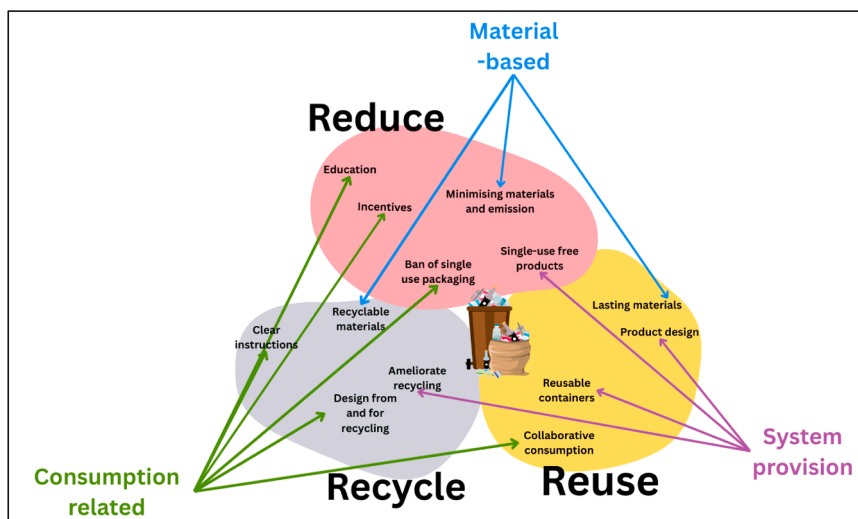 Material
-based
Reduce
Education
Incentives
Minimising materials
and emission
Ban of single
use packaging
Single-use free
products
Recyclable
materials
Clear
instructions
Ameliorate
recycling
Design from
and for
recycling
Lasting materials
Product design
Reusable
containers
Collaborative
consumption
Consumption
related
Recycle
Reuse
System
provision